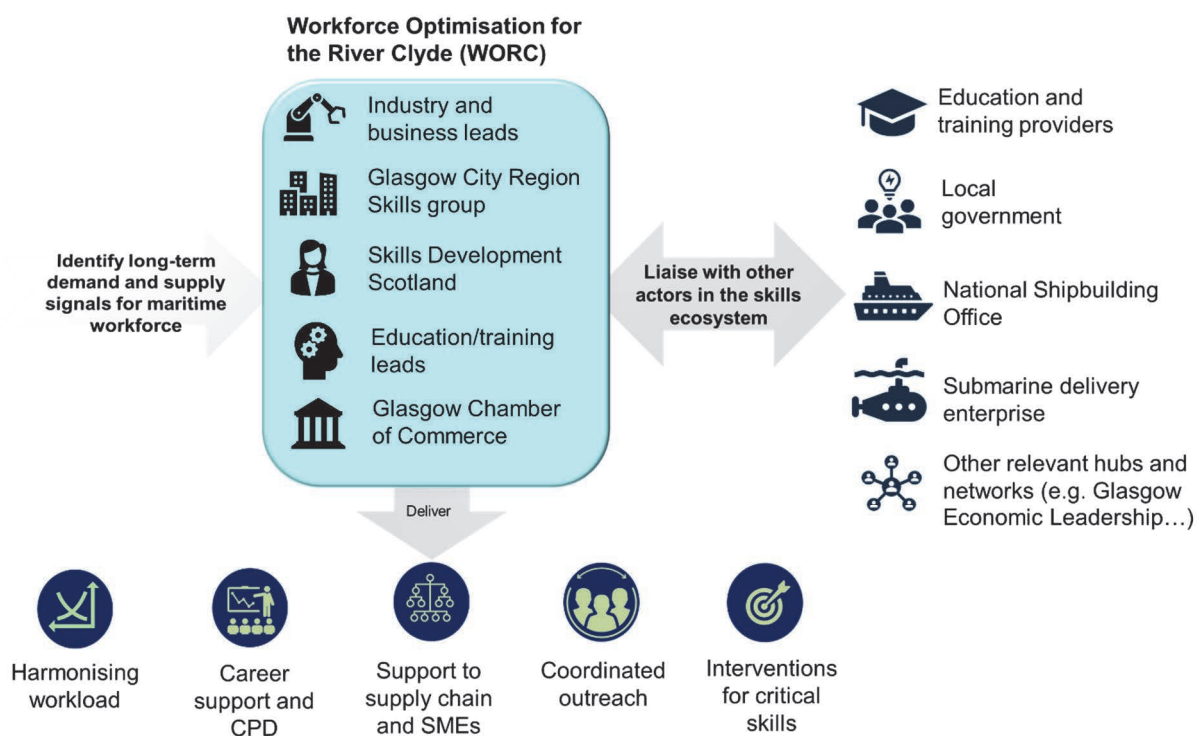 Workforce Optimisation for
the River Clyde (WORC)
Industry and
business leads
Glasgow City Region
Skills group
Skills Development
Scotland
Education/training
leads
Glasgow Chamber
of Commerce
Identify long-term
demand and supply
signals for maritime
workforce
Liaise with other
actors in the skills
ecosystem
Education and
training providers
Local
government
National Shipbuilding
Office
Submarine delivery
enterprise
Other relevant hubs and
networks (e.g. Glasgow
Economic Leadership…)
Deliver
Harmonising
workload
Career
support and
CPD
Support to
supply chain
and SMEs
Coordinated
outreach
Interventions
for critical
skills